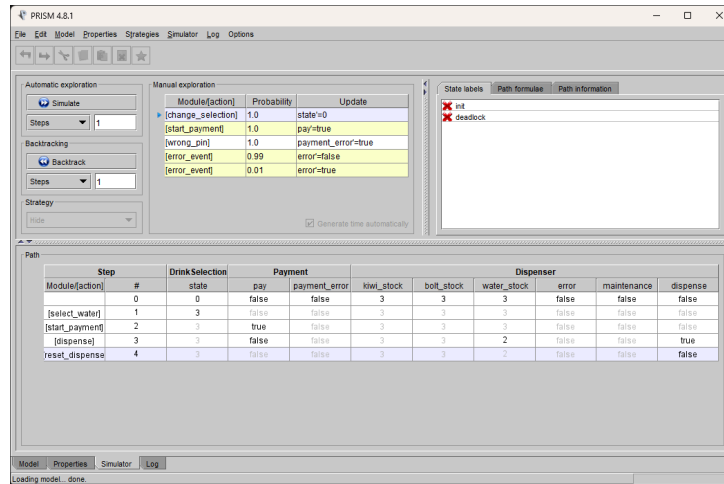 PRISM 4.8.1
File Edit Model Properties Strategies Simulator Log Options
Automatic exploration
Simulate
Steps 1
Backtracking
Backtrack
Steps 1
Strategy
Hide
Manual exploration
Module/[action] Probability Update
[change_selection] 1.0 state'=0
[start_payment] 1.0 pay'=true
[wrong_pin] 1.0 payment_error'=true
[error_event] 0.99 error'=false
[error_event] 0.01 error'=true
Generate time automatically
State labels Path formulae Path information
init
deadlock
Path
Step DrinkSelection Payment Dispenser
Module/[action] # state pay payment_error kiwi_stock bolt_stock water_stock error maintenance dispense
0 0 false false 3 3 3 false false false
[select_water] 1 3 false false 3 3 3 false false false
[start_payment] 2 3 true false 3 3 3 false false false
[dispense] 3 3 false false 3 3 2 false false true
reset_dispense 4 3 false false 3 3 2 false false false
Model Properties Simulator Log
Loading model... done.